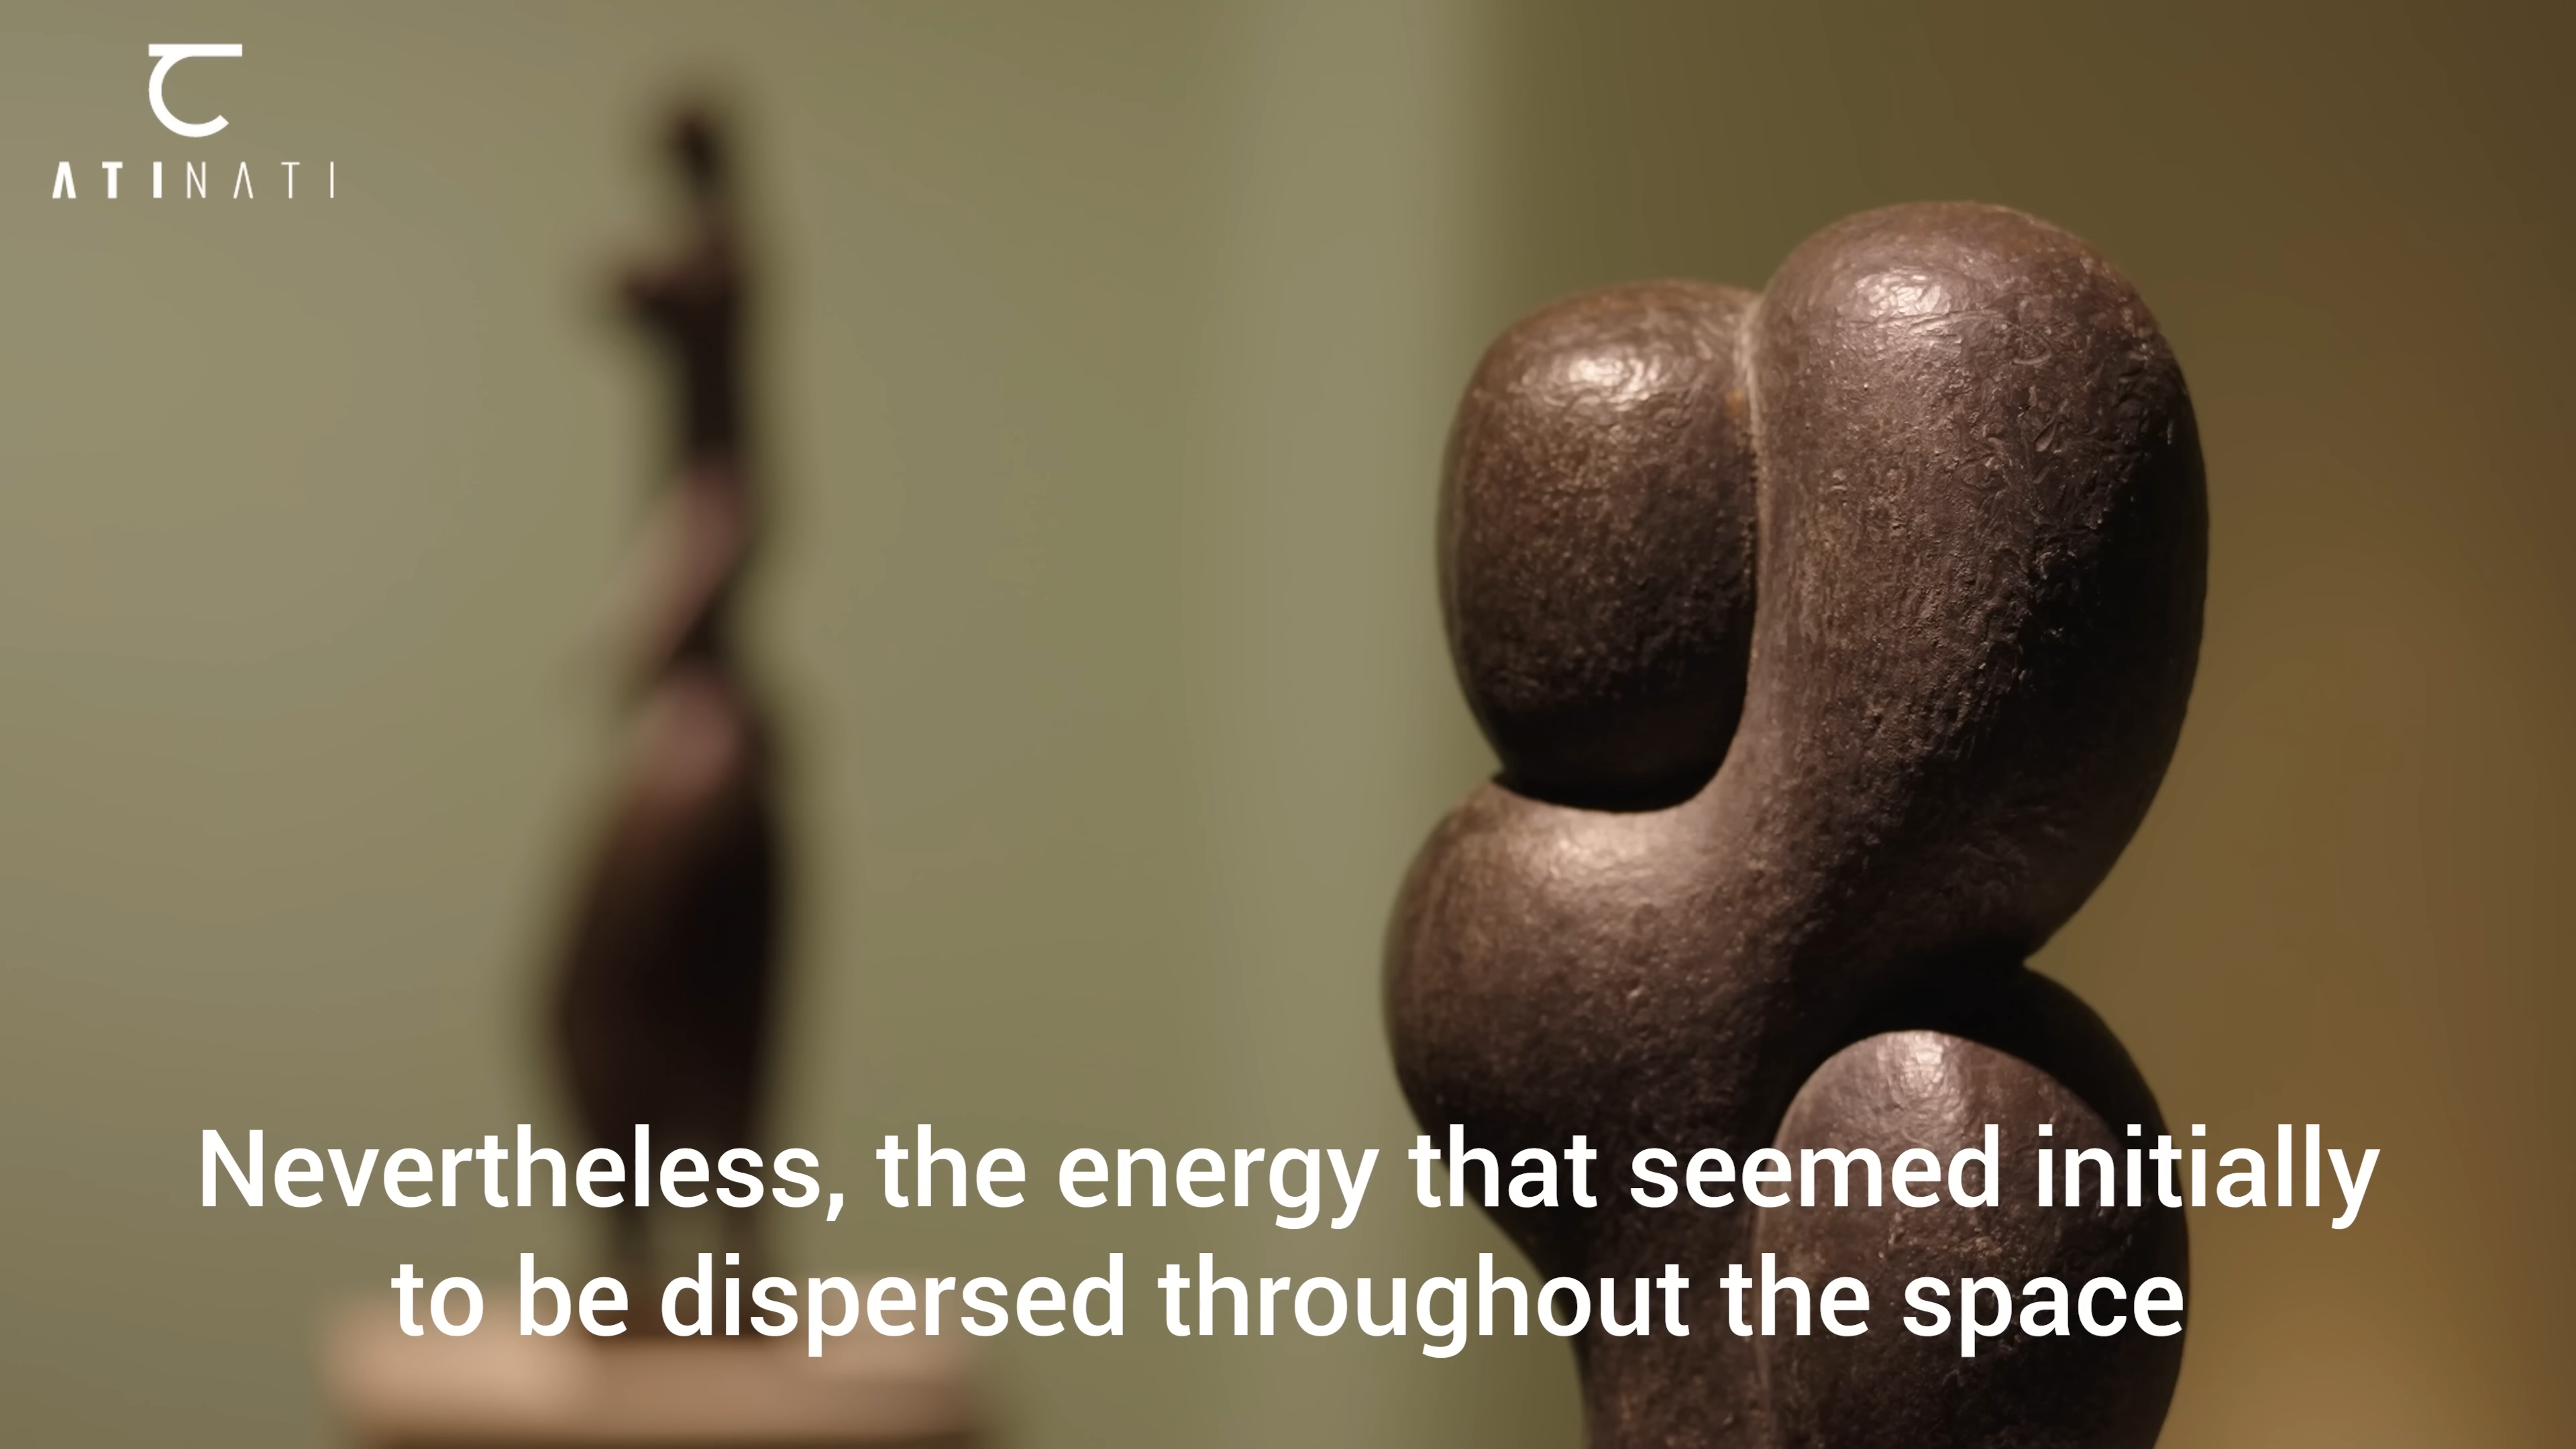 ATINATI
Nevertheless, the energy that seemed initially
to be dispersed throughout the space